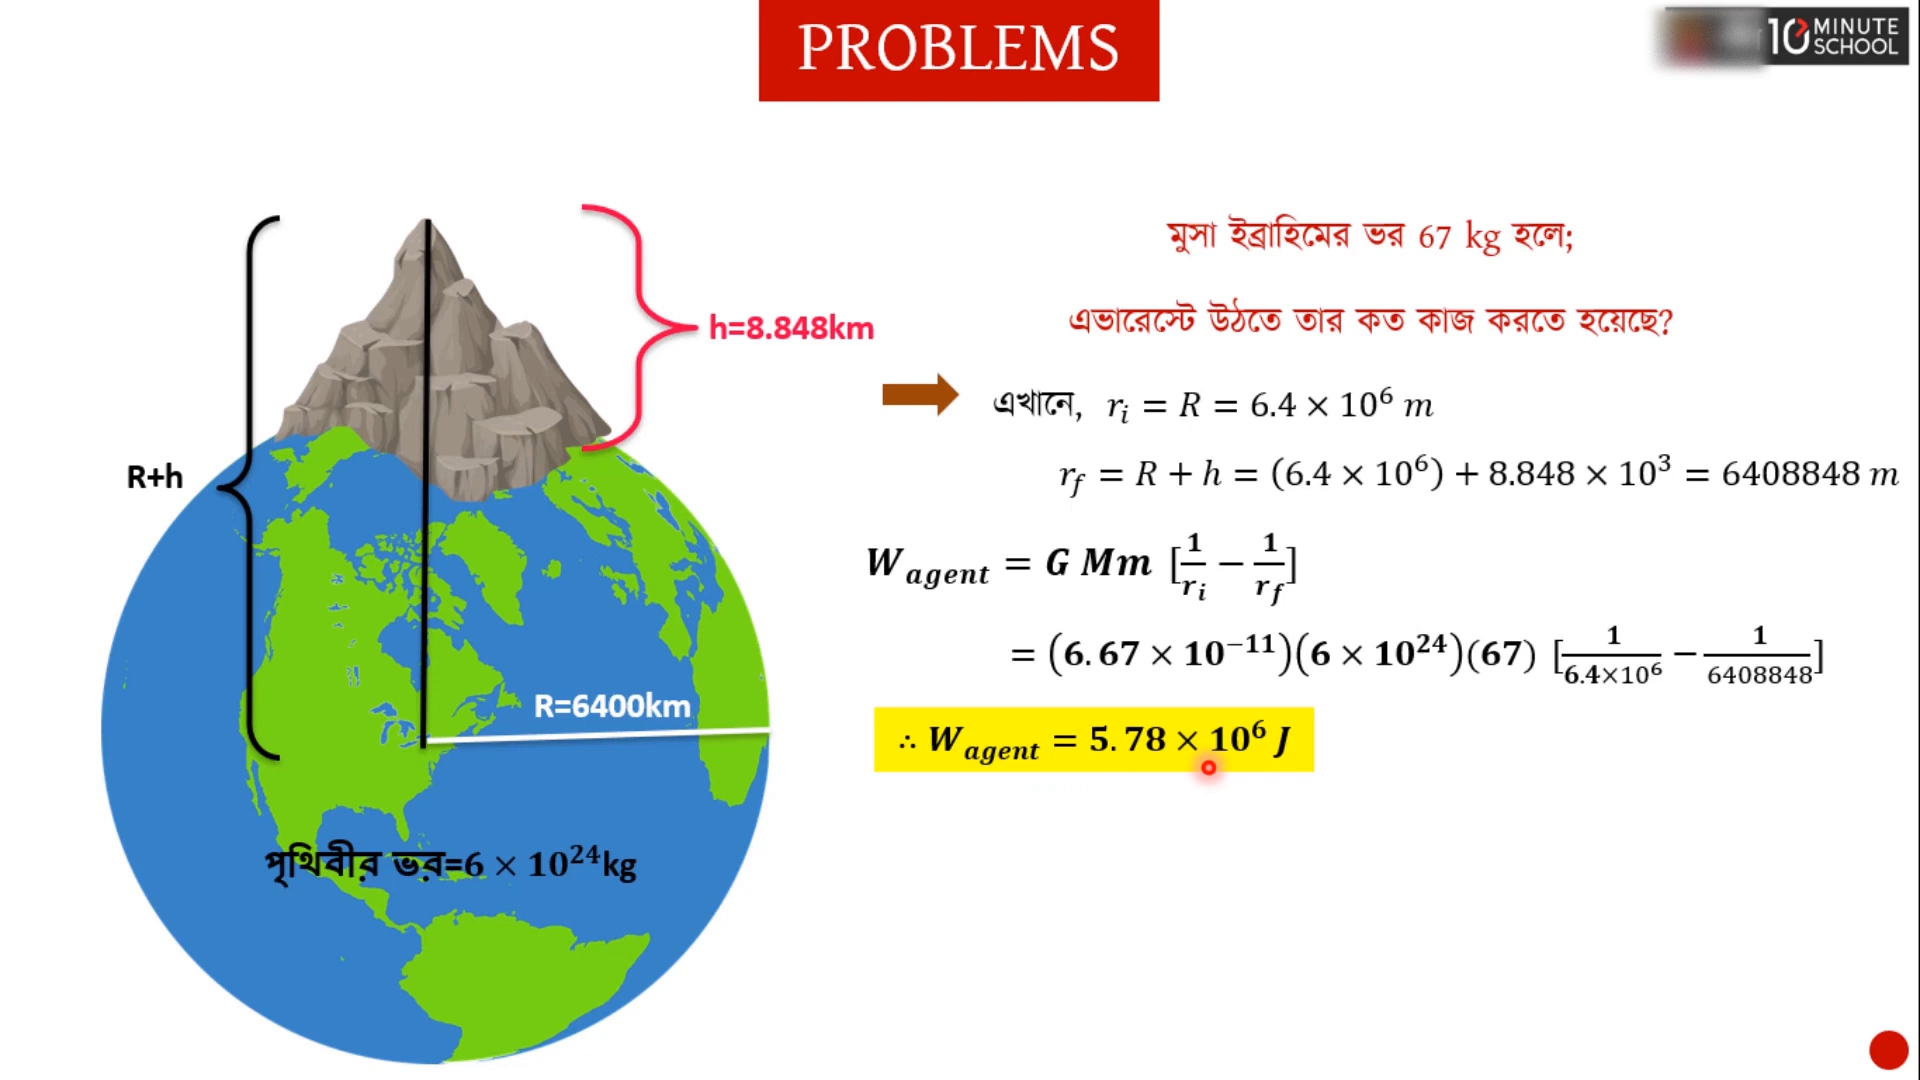 PROBLEMS
10 MINUTE SCHOOL
মুসা ইব্রাহিমের ভর 67 kg হলে;
এভারেস্টে উঠতে তার কত কাজ করতে হয়েছে?
h=8.848km
এখানে, r_i = R = 6.4 × 10⁶ m
R+h
r_f = R + h = (6.4 × 10⁶) + 8.848 × 10³ = 6408848 m
W_agent = G Mm [1/r_i − 1/r_f]
= (6.67 × 10⁻¹¹)(6 × 10²⁴)(67) [1/6.4×10⁶ − 1/6408848]
R=6400km
∴ W_agent = 5.78 × 10⁶ J
পৃথিবীর ভর=6 × 10²⁴kg